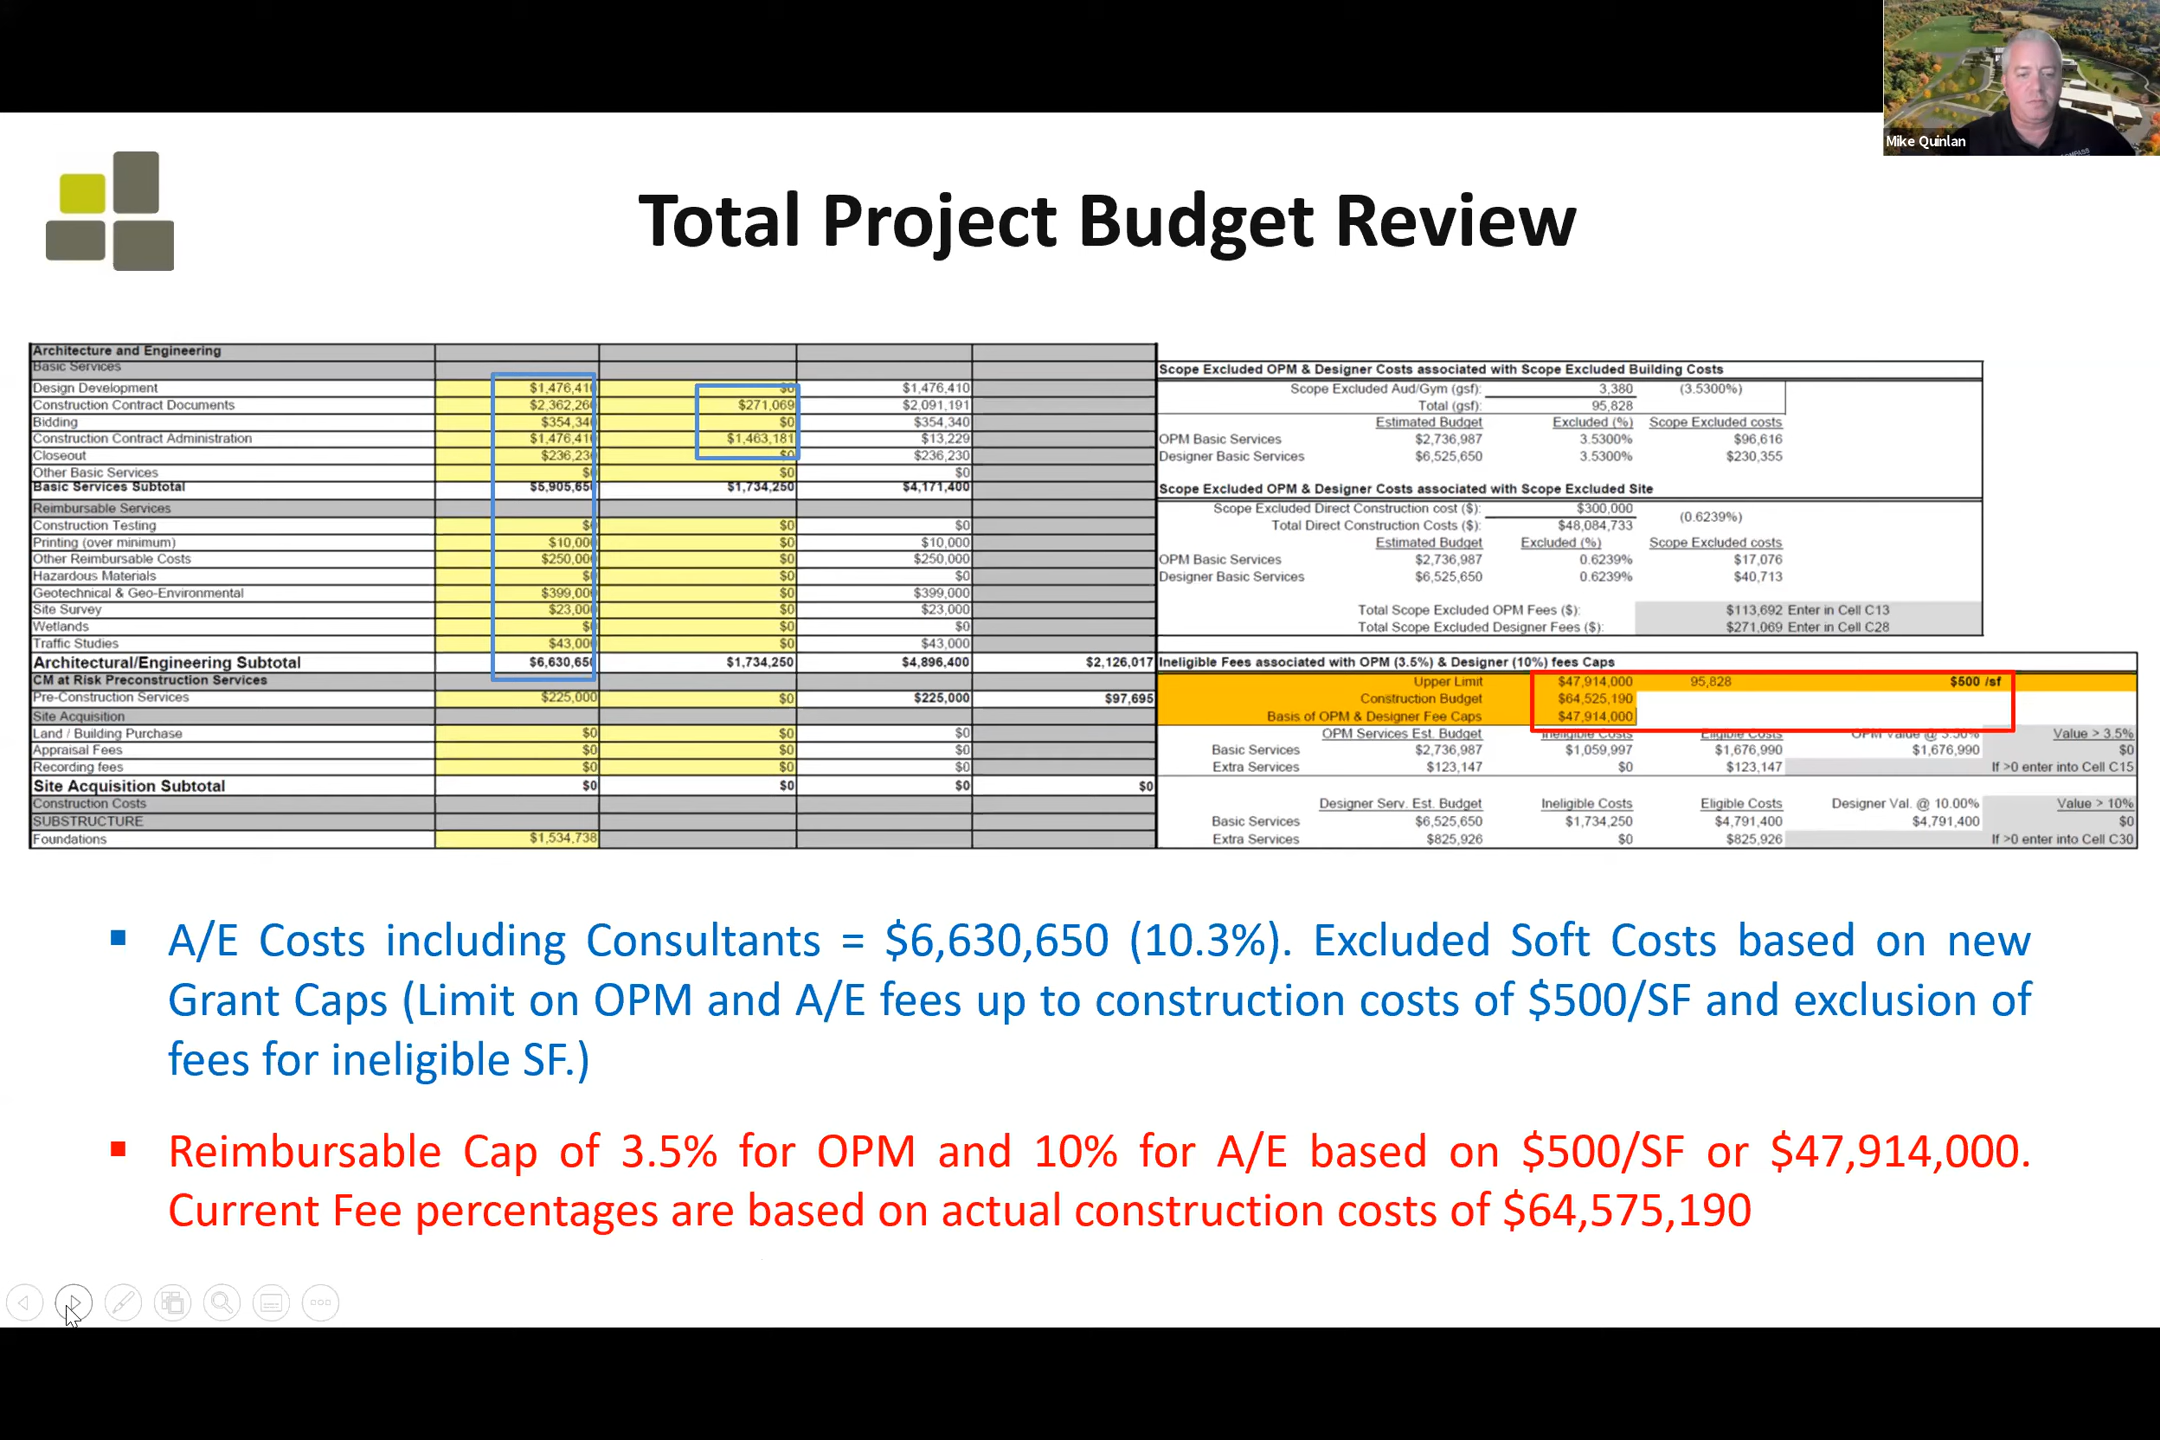 Mike Quinlan
Total Project Budget Review
Architecture and Engineering
Basic Services
Design Development $1,476,410 $0 $1,476,410
Construction Contract Documents $2,362,260 $271,069 $2,091,191
Bidding $354,340 $0 $354,340
Construction Contract Administration $1,476,410 $1,463,181 $13,229
Closeout $236,230 $0 $236,230
Other Basic Services $0 $0 $0
Basic Services Subtotal $5,905,650 $1,734,250 $4,171,400
Reimbursable Services
Construction Testing $0 $0 $0
Printing (over minimum) $10,000 $0 $10,000
Other Reimbursable Costs $250,000 $0 $250,000
Hazardous Materials $0 $0 $0
Geotechnical & Geo-Environmental $399,000 $0 $399,000
Site Survey $23,000 $0 $23,000
Wetlands $0 $0 $0
Traffic Studies $43,000 $0 $43,000
Architectural/Engineering Subtotal $6,630,650 $1,734,250 $4,896,400 $2,126,017
CM at Risk Preconstruction Services
Pre-Construction Services $225,000 $0 $225,000 $97,695
Site Acquisition
Land / Building Purchase $0 $0 $0
Appraisal Fees $0 $0 $0
Recording fees $0 $0 $0
Site Acquisition Subtotal $0 $0 $0 $0
Construction Costs
SUBSTRUCTURE
Foundations $1,534,738
Scope Excluded OPM & Designer Costs associated with Scope Excluded Building Costs
Scope Excluded Aud/Gym (gsf): 3,380 (3.5300%)
Total (gsf): 95,828
Estimated Budget Excluded (%) Scope Excluded costs
OPM Basic Services $2,736,987 3.5300% $96,616
Designer Basic Services $6,525,650 3.5300% $230,355
Scope Excluded OPM & Designer Costs associated with Scope Excluded Site
Scope Excluded Direct Construction cost ($): $300,000 (0.6239%)
Total Direct Construction Costs ($): $48,084,733
Estimated Budget Excluded (%) Scope Excluded costs
OPM Basic Services $2,736,987 0.6239% $17,076
Designer Basic Services $6,525,650 0.6239% $40,713
Total Scope Excluded OPM Fees ($): $113,692 Enter in Cell C13
Total Scope Excluded Designer Fees ($): $271,069 Enter in Cell C28
Ineligible Fees associated with OPM (3.5%) & Designer (10%) fees Caps
Upper Limit $47,914,000 95,828 $500 /sf
Construction Budget $64,525,190
Basis of OPM & Designer Fee Caps $47,914,000
OPM Services Est. Budget Ineligible Costs Eligible Costs OPM Value @ 3.50% Value > 3.5%
Basic Services $2,736,987 $1,059,997 $1,676,990 $1,676,990 $0
Extra Services $123,147 $0 $123,147 If >0 enter into Cell C15
Designer Serv. Est. Budget Ineligible Costs Eligible Costs Designer Val. @ 10.00% Value > 10%
Basic Services $6,525,650 $1,734,250 $4,791,400 $4,791,400 $0
Extra Services $825,926 $0 $825,926 If >0 enter into Cell C30
▪ A/E Costs including Consultants = $6,630,650 (10.3%). Excluded Soft Costs based on new
Grant Caps (Limit on OPM and A/E fees up to construction costs of $500/SF and exclusion of
fees for ineligible SF.)
▪ Reimbursable Cap of 3.5% for OPM and 10% for A/E based on $500/SF or $47,914,000.
Current Fee percentages are based on actual construction costs of $64,575,190